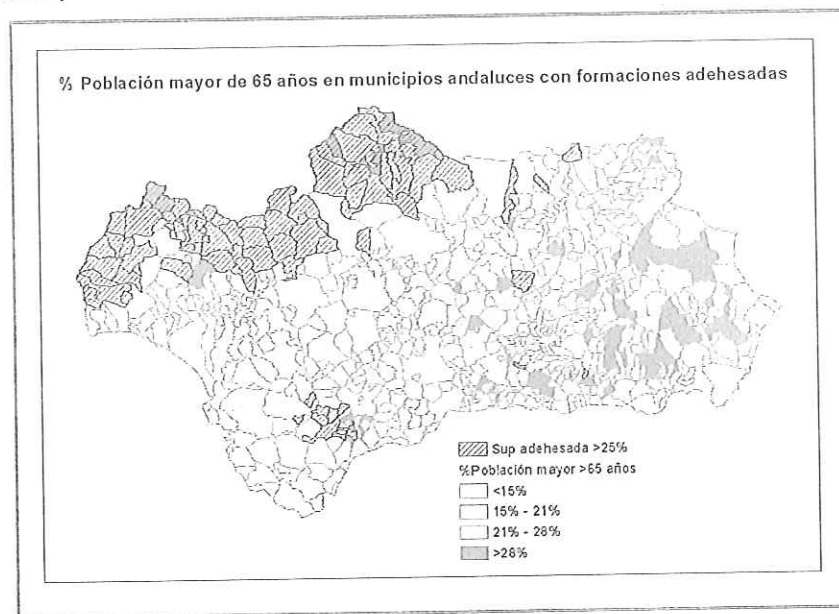 % Población mayor de 65 años en municipios andaluces con formaciones adehesadas
Sup adehesada >25%
%Población mayor >65 años
<15%
15% - 21%
21% - 28%
>28%